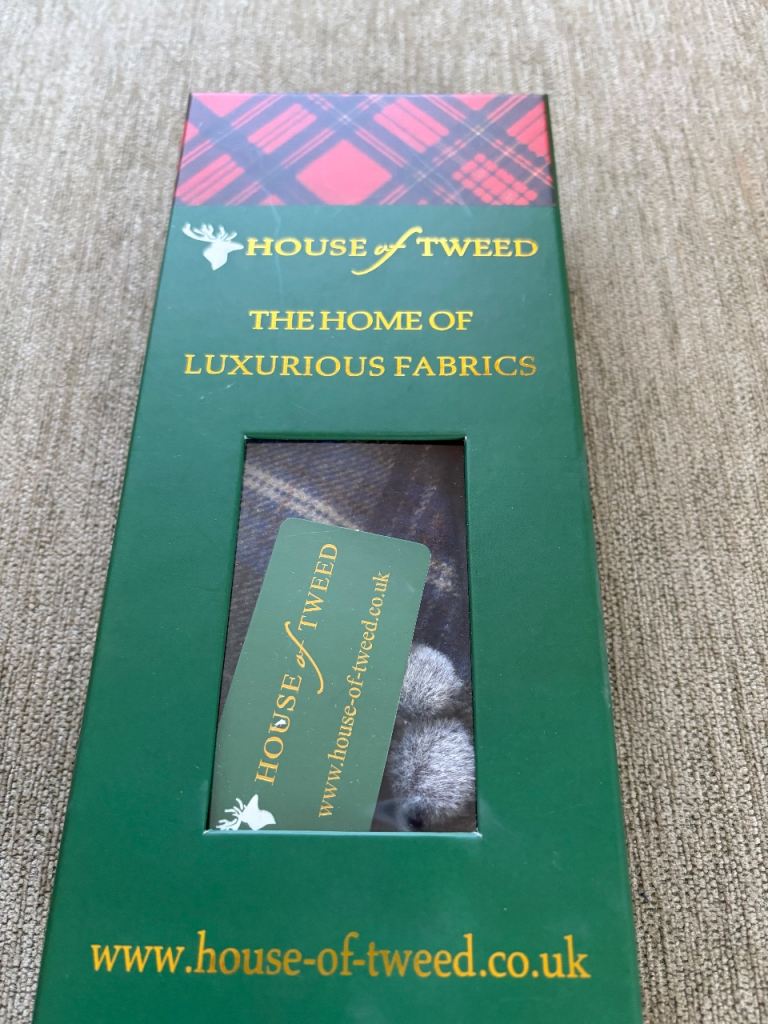 HOUSE of TWEED
THE HOME OF
LUXURIOUS FABRICS
HOUSE of TWEED
www.house-of-tweed.co.uk
www.house-of-tweed.co.uk